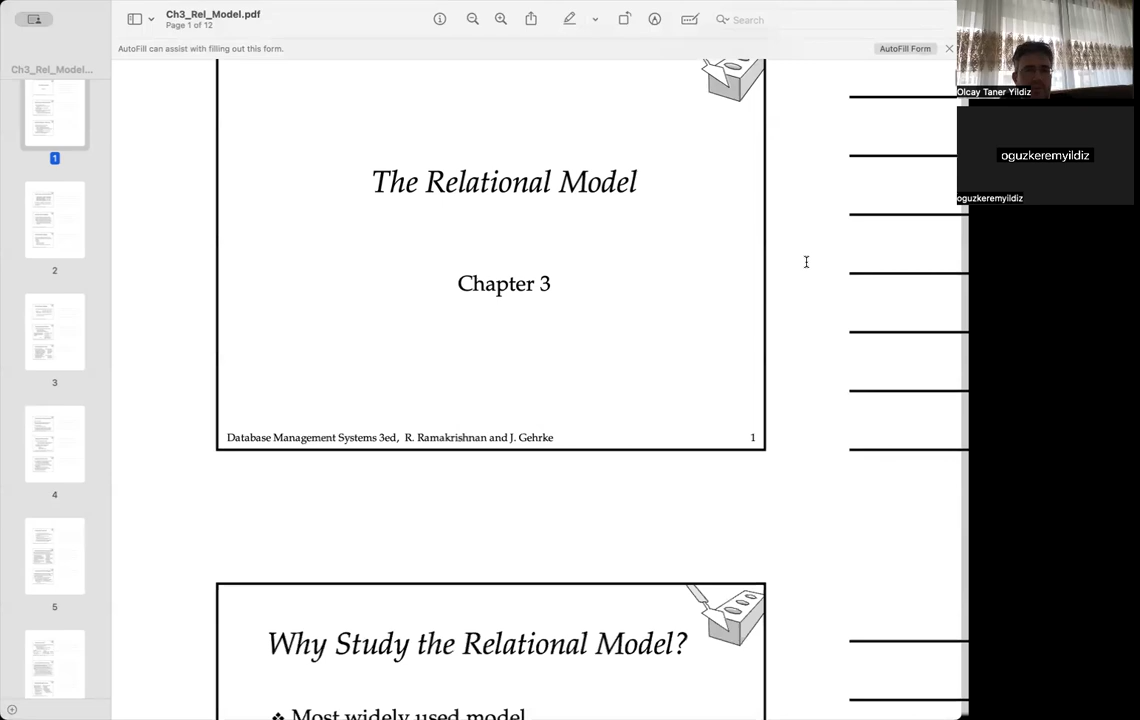 Ch3_Rel_Model.pdf
Page 1 of 12
Search
AutoFill can assist with filling out this form.
AutoFill Form
Ch3_Rel_Model...
1
2
3
4
5
The Relational Model
Chapter 3
Database Management Systems 3ed, R. Ramakrishnan and J. Gehrke
1
Why Study the Relational Model?
❖ Most widely used model
Olcay Taner Yildiz
oguzkeremyildiz
oguzkeremyildiz